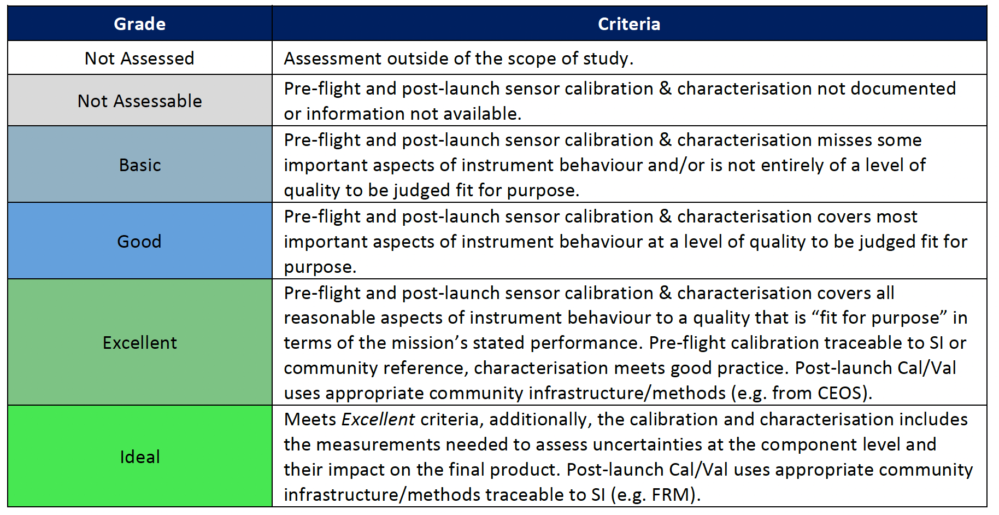 Grade
Criteria
Not Assessed
Assessment outside of the scope of study.
Not Assessable
Pre-flight and post-launch sensor calibration & characterisation not documented
or information not available.
Basic
Pre-flight and post-launch sensor calibration & characterisation misses some
important aspects of instrument behaviour and/or is not entirely of a level of
quality to be judged fit for purpose.
Good
Pre-flight and post-launch sensor calibration & characterisation covers most
important aspects of instrument behaviour at a level of quality to be judged fit for
purpose.
Excellent
Pre-flight and post-launch sensor calibration & characterisation covers all
reasonable aspects of instrument behaviour to a quality that is “fit for purpose” in
terms of the mission’s stated performance. Pre-flight calibration traceable to SI or
community reference, characterisation meets good practice. Post-launch Cal/Val
uses appropriate community infrastructure/methods (e.g. from CEOS).
Ideal
Meets Excellent criteria, additionally, the calibration and characterisation includes
the measurements needed to assess uncertainties at the component level and
their impact on the final product. Post-launch Cal/Val uses appropriate community
infrastructure/methods traceable to SI (e.g. FRM).